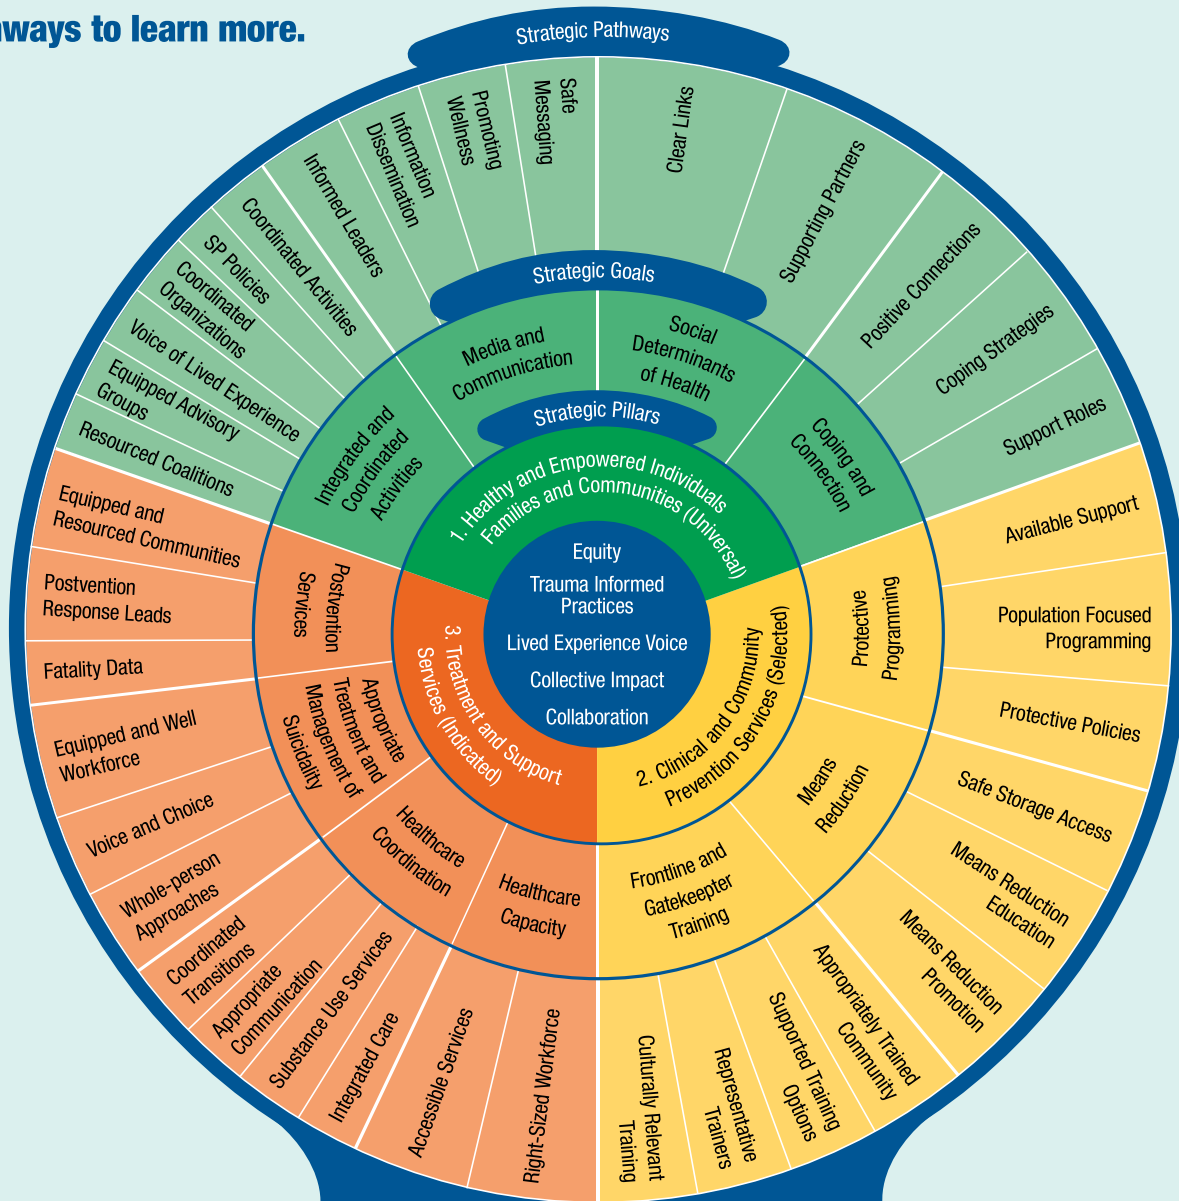 ways to learn more.
Strategic Pathways
Safe
Messaging
Promoting
Wellness
Information
Dissemination
Informed Leaders
Coordinated Activities
SP Policies
Coordinated
Organizations
Voice of Lived Experience
Equipped Advisory
Groups
Resourced Coalitions
Clear Links
Supporting Partners
Positive Connections
Coping Strategies
Support Roles
Strategic Goals
Media and
Communication
Social
Determinants
of Health
Integrated and
Coordinated
Activities
Coping and
Connection
Strategic Pillars
1. Healthy and Empowered Individuals
Families and Communities (Universal)
Equity
Trauma Informed
Practices
Lived Experience Voice
Collective Impact
Collaboration
2. Clinical and Community
Prevention Services (Selected)
3. Treatment and Support
Services (Indicated)
Protective
Programming
Means
Reduction
Frontline and
Gatekeeper
Training
Available Support
Population Focused
Programming
Protective Policies
Safe Storage Access
Means Reduction
Education
Means Reduction
Promotion
Appropriately Trained
Community
Supported Training
Options
Representative
Trainers
Culturally Relevant
Training
Postvention
Services
Appropriate
Treatment and
Management of
Suicidality
Healthcare
Coordination
Healthcare
Capacity
Equipped and
Resourced Communities
Postvention
Response Leads
Fatality Data
Equipped and Well
Workforce
Voice and Choice
Whole-person
Approaches
Coordinated
Transitions
Appropriate
Communication
Substance Use Services
Integrated Care
Accessible Services
Right-Sized Workforce